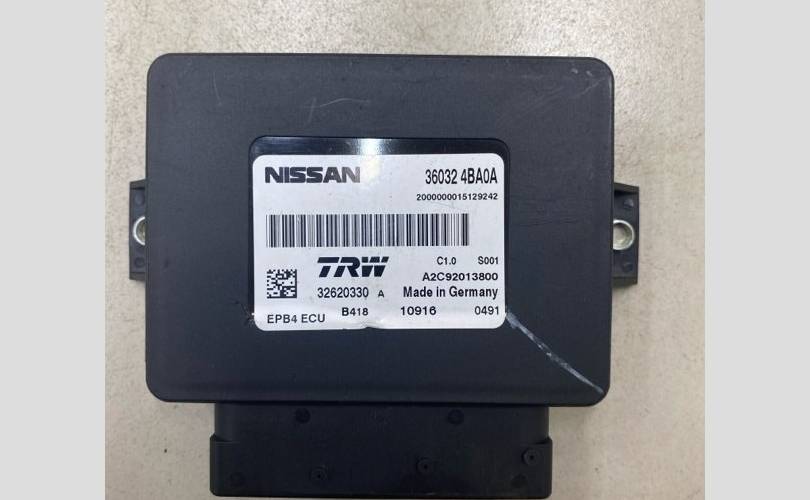 NISSAN 36032 4BA0A
2000000015129242
TRW C1.0 S001
A2C92013800
32620330 A Made in Germany
EPB4 ECU B418 10916 0491